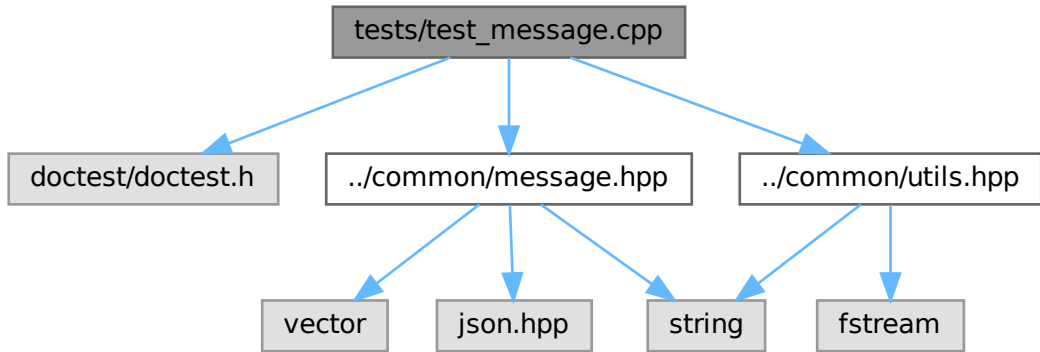 tests/test_message.cpp
doctest/doctest.h
../common/message.hpp
../common/utils.hpp
vector
json.hpp
string
fstream